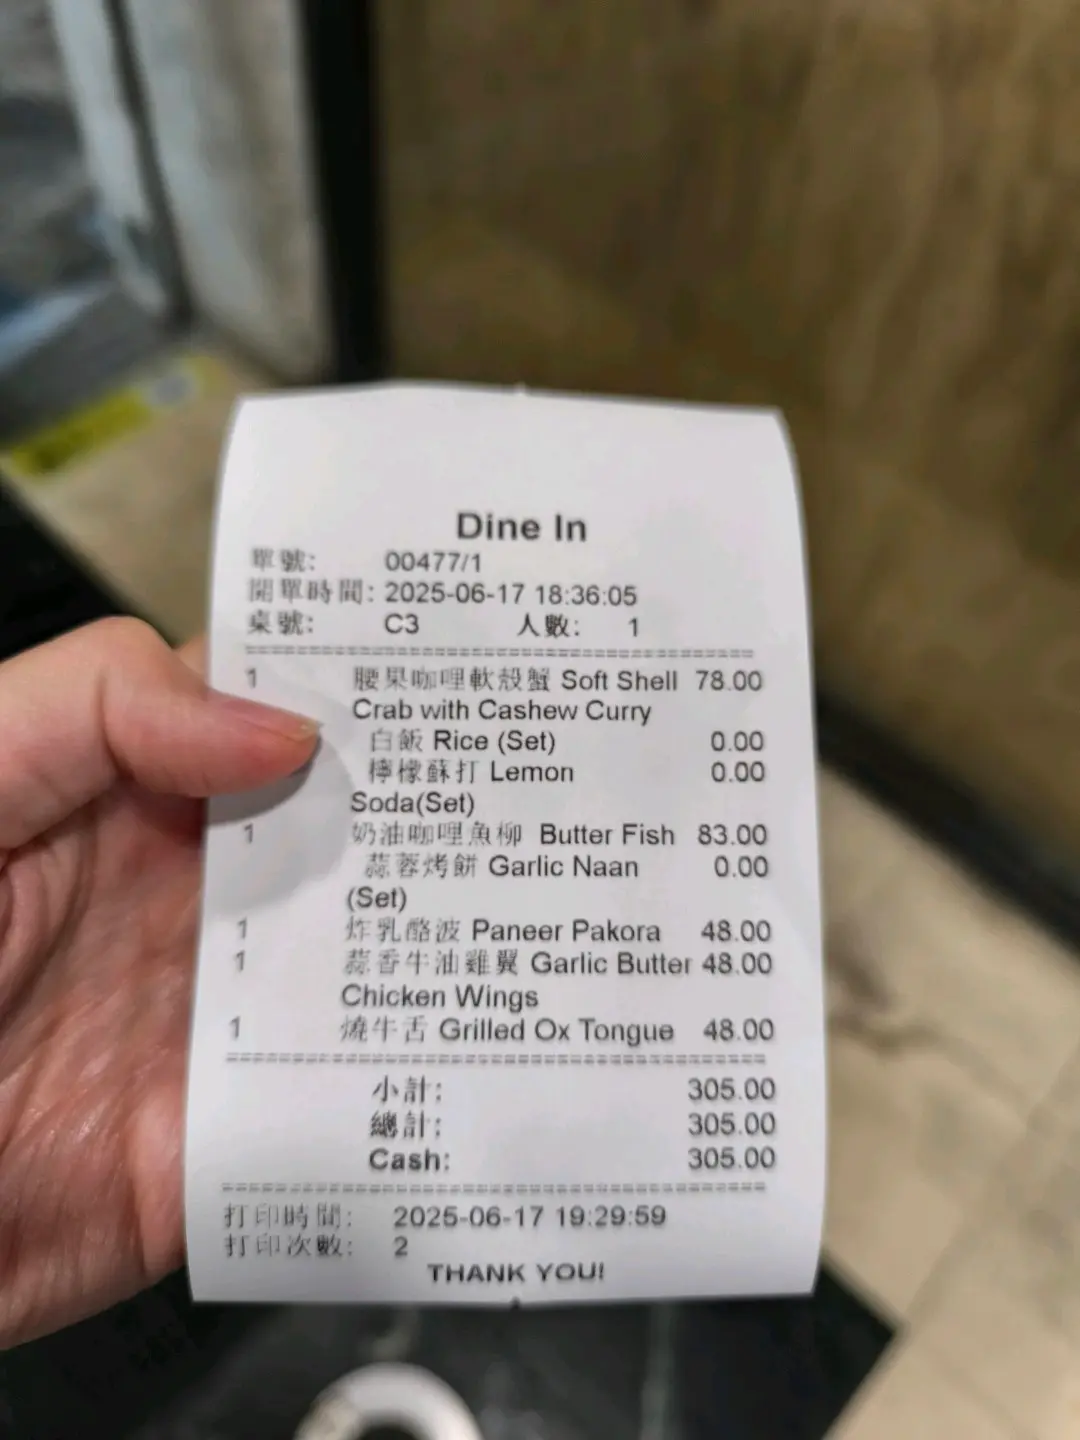 Dine In
單號: 00477/1
開單時間: 2025-06-17 18:36:05
桌號: C3 人數: 1
1 腰果咖哩軟殼蟹 Soft Shell 78.00
Crab with Cashew Curry
白飯 Rice (Set) 0.00
檸檬蘇打 Lemon 0.00
Soda(Set)
1 奶油咖哩魚柳 Butter Fish 83.00
蒜蓉烤餅 Garlic Naan 0.00
(Set)
1 炸乳酪波 Paneer Pakora 48.00
1 蒜香牛油雞翼 Garlic Butter 48.00
Chicken Wings
1 燒牛舌 Grilled Ox Tongue 48.00
小計: 305.00
總計: 305.00
Cash: 305.00
打印時間: 2025-06-17 19:29:59
打印次數: 2
THANK YOU!